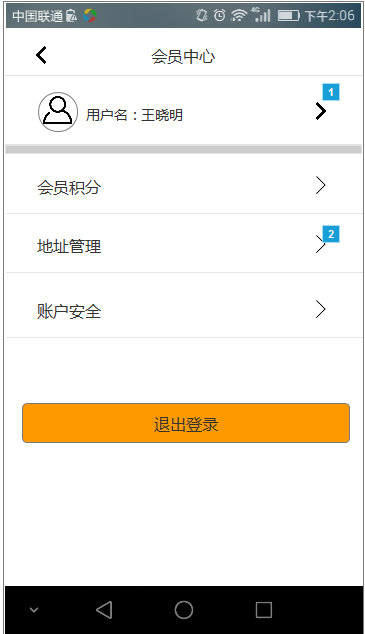 中国联通 4G 下午2:06
会员中心
1
用户名：王晓明
会员积分
2
地址管理
账户安全
退出登录